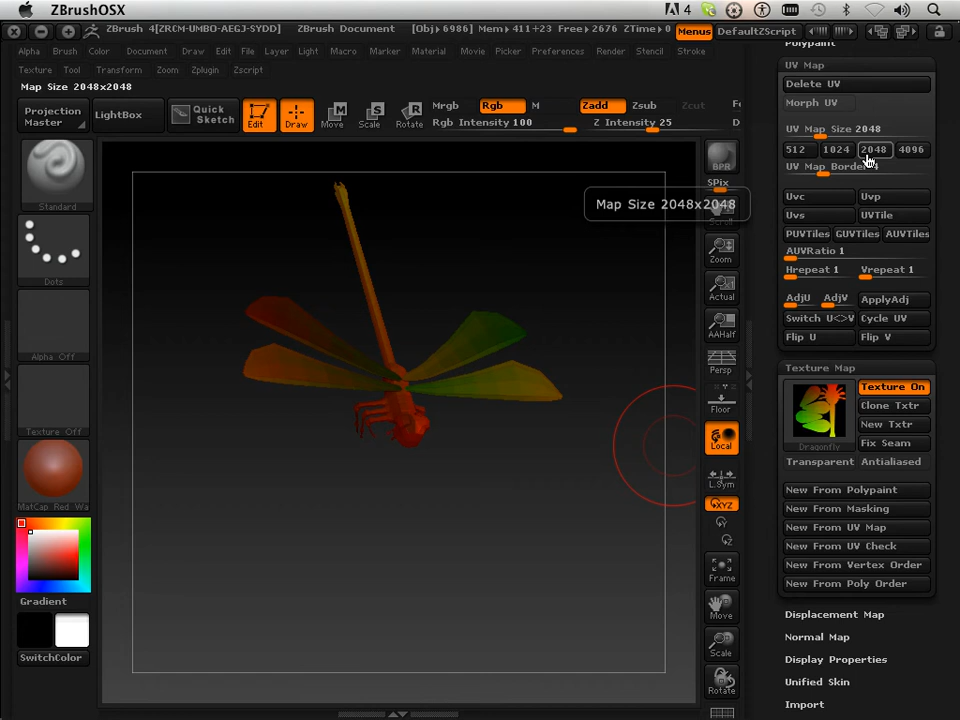 ZBrushOSX
4
ZBrush 4[ZRCM-UMBO-AEGJ-SYDD]
ZBrush Document
[Obj>6986] Mem>411+23 Free>2676 ZTime>0
Menus
DefaultZScript
Alpha
Brush
Color
Document
Draw
Edit
File
Layer
Light
Macro
Marker
Material
Movie
Picker
Preferences
Render
Stencil
Stroke
Texture
Tool
Transform
Zoom
Zplugin
Zscript
Map Size 2048x2048
Projection
Master
LightBox
Quick
Sketch
Edit
Draw
Move
Scale
Rotate
Mrgb
Rgb
M
Rgb Intensity 100
Zadd
Zsub
Zcut
Z Intensity 25
Standard
Dots
Alpha Off
Texture Off
MatCap Red Wa
Gradient
SwitchColor
Map Size 2048x2048
BPR
SPix
Scroll
Zoom
Actual
AAHalf
Persp
Floor
Local
L.Sym
XYZ
Y
Z
Frame
Move
Scale
Rotate
Polypaint
UV Map
Delete UV
Morph UV
UV Map Size 2048
512
1024
2048
4096
UV Map Border 4
Uvc
Uvp
Uvs
UVTile
PUVTiles
GUVTiles
AUVTiles
AUVRatio 1
Hrepeat 1
Vrepeat 1
AdjU
AdjV
ApplyAdj
Switch U<>V
Cycle UV
Flip U
Flip V
Texture Map
Texture On
Clone Txtr
New Txtr
Fix Seam
Dragonfly
Transparent
Antialiased
New From Polypaint
New From Masking
New From UV Map
New From UV Check
New From Vertex Order
New From Poly Order
Displacement Map
Normal Map
Display Properties
Unified Skin
Import